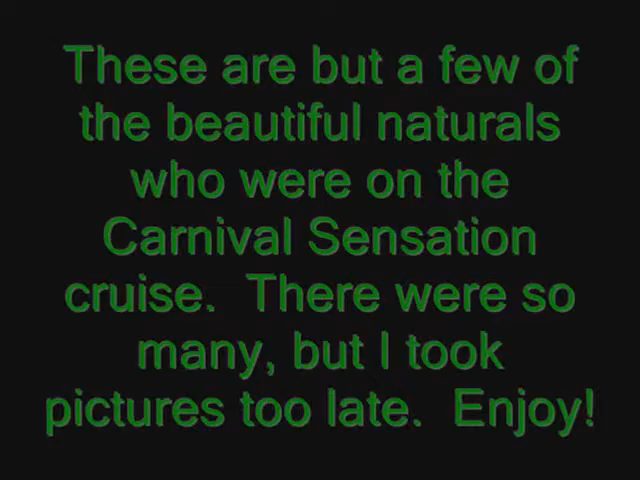 These are but a few of
the beautiful naturals
who were on the
Carnival Sensation
cruise.  There were so
many, but I took
pictures too late.  Enjoy!